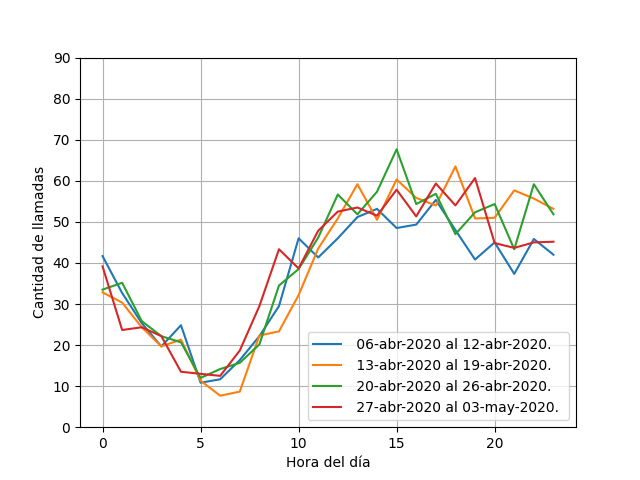 90
80
70
60
50
40
30
20
10
0
Cantidad de llamadas
0 5 10 15 20
Hora del día
06-abr-2020 al 12-abr-2020.
13-abr-2020 al 19-abr-2020.
20-abr-2020 al 26-abr-2020.
27-abr-2020 al 03-may-2020.